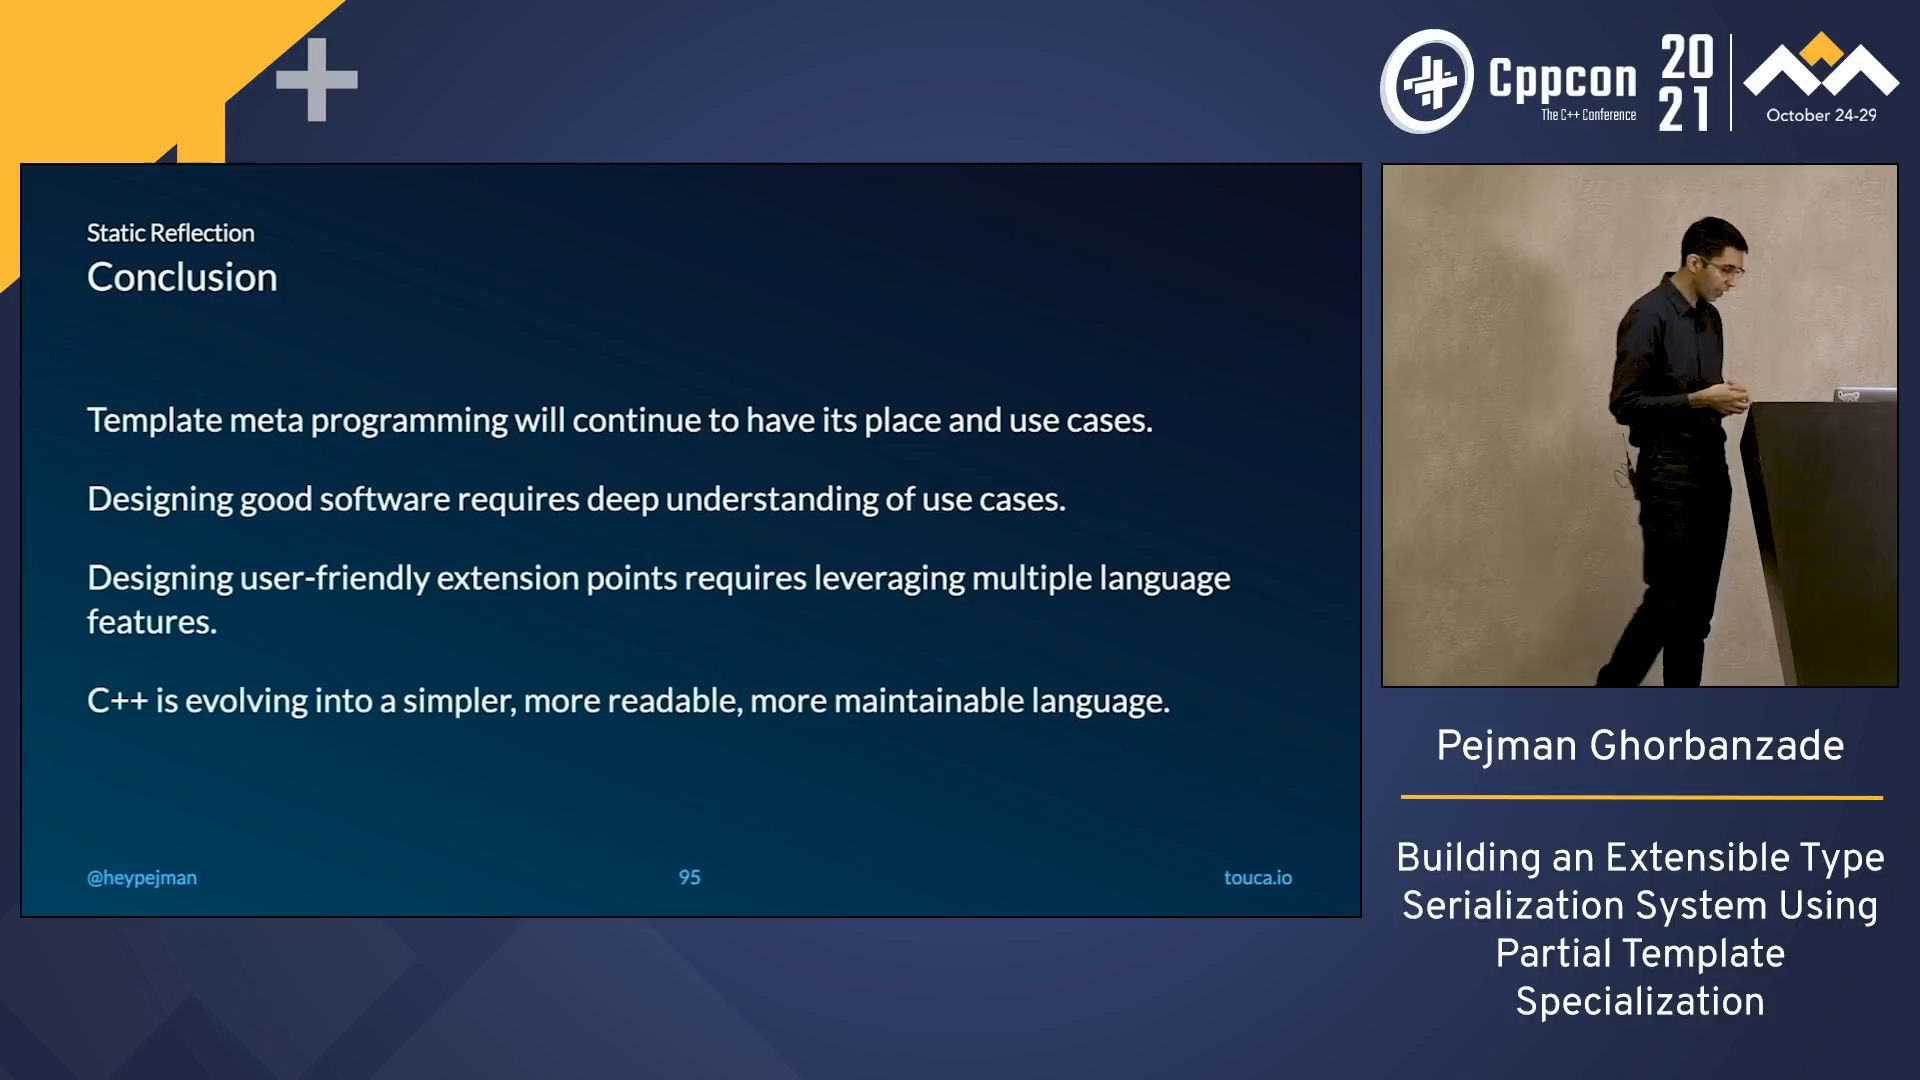 Cppcon
The C++ Conference
20
21
October 24-29
Static Reflection
Conclusion
Template meta programming will continue to have its place and use cases.
Designing good software requires deep understanding of use cases.
Designing user-friendly extension points requires leveraging multiple language
features.
C++ is evolving into a simpler, more readable, more maintainable language.
@heypejman
95
touca.io
Pejman Ghorbanzade
Building an Extensible Type
Serialization System Using
Partial Template
Specialization